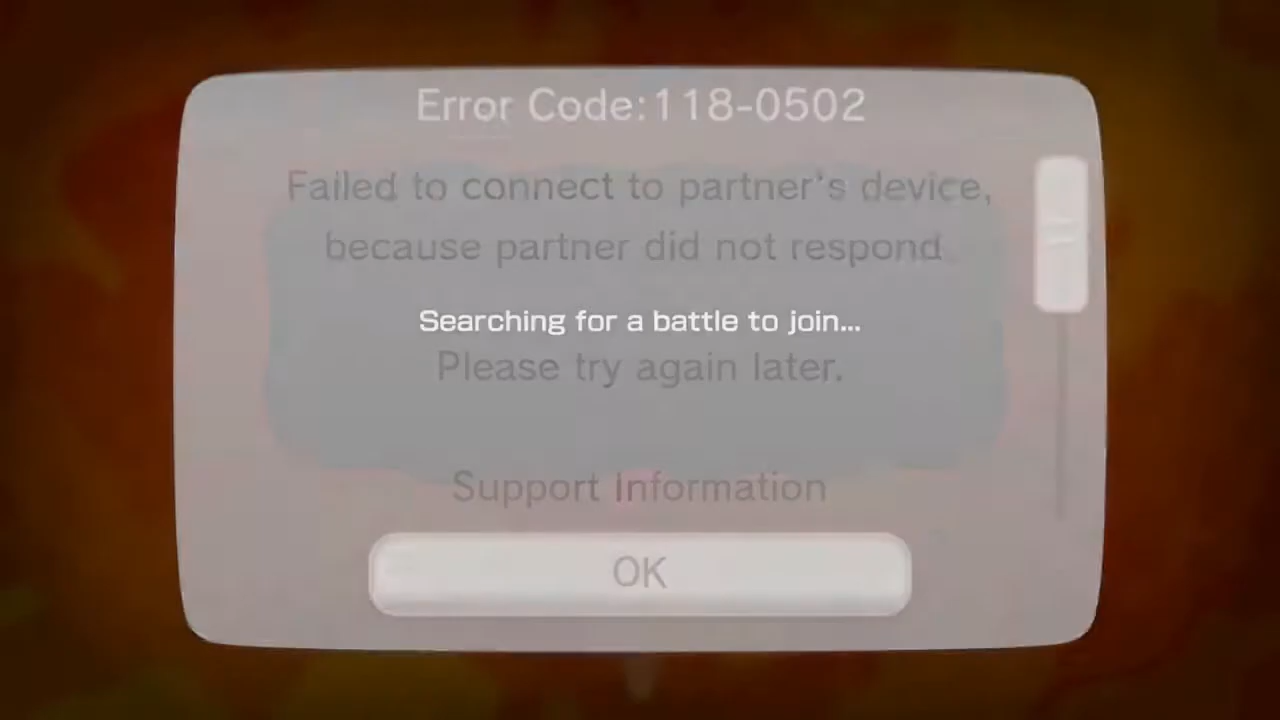 Error Code:118-0502
Failed to connect to partner's device,
because partner did not respond.
Searching for a battle to join...
Please try again later.
Support Information
OK